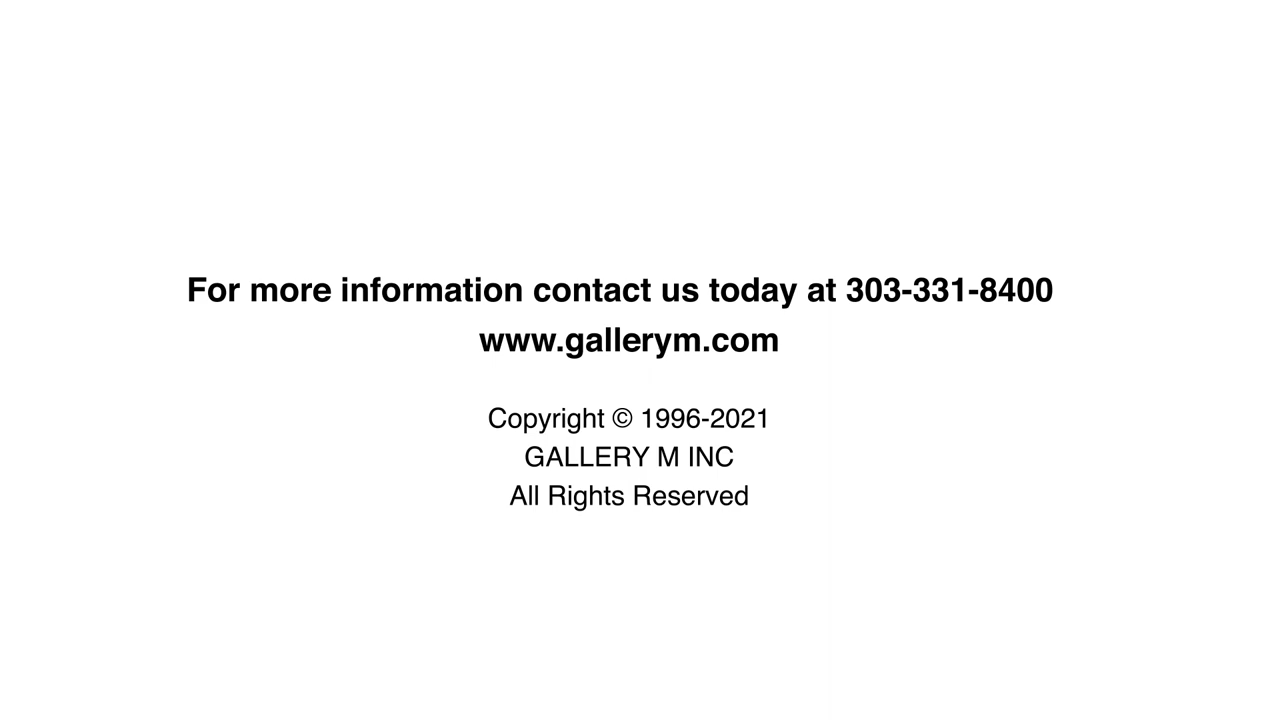 For more information contact us today at 303-331-8400
www.gallerym.com
Copyright © 1996-2021
GALLERY M INC
All Rights Reserved